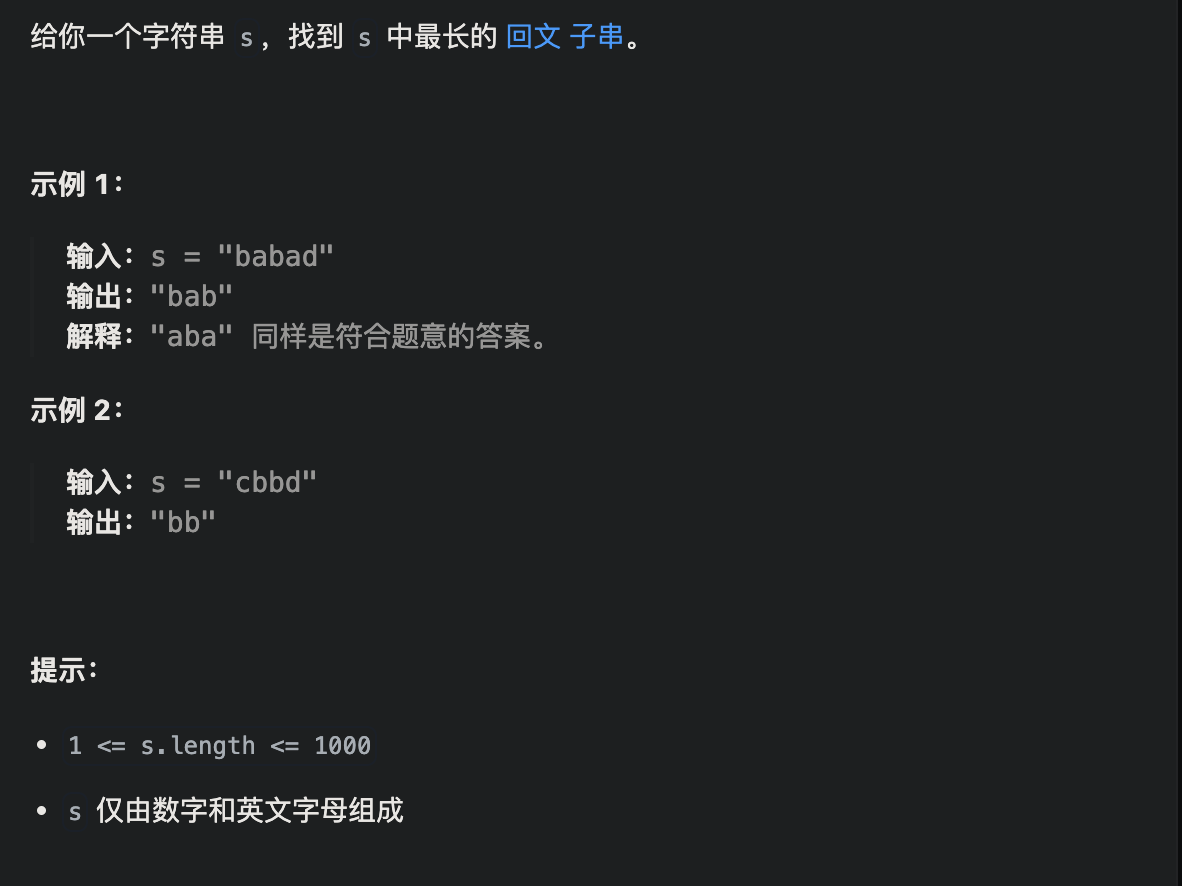 给你一个字符串 s，找到 s 中最长的 回文 子串。
示例 1：
输入：s = "babad"
输出："bab"
解释："aba" 同样是符合题意的答案。
示例 2：
输入：s = "cbbd"
输出："bb"
提示：
• 1 <= s.length <= 1000
• s 仅由数字和英文字母组成